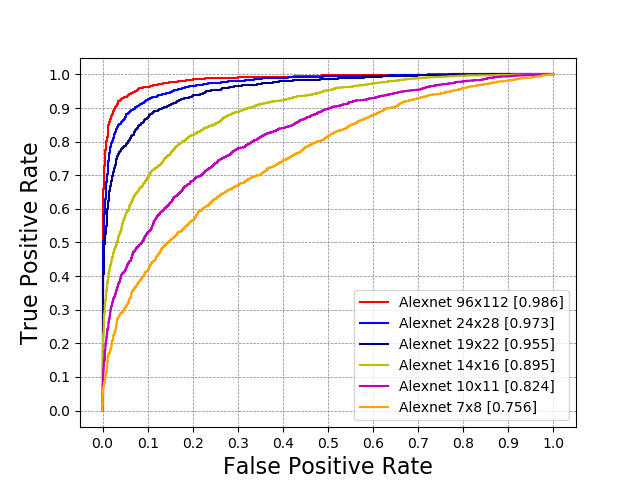 1.0
0.9
0.8
0.7
0.6
0.5
0.4
0.3
0.2
0.1
0.0
True Positive Rate
Alexnet 96x112 [0.986]
Alexnet 24x28 [0.973]
Alexnet 19x22 [0.955]
Alexnet 14x16 [0.895]
Alexnet 10x11 [0.824]
Alexnet 7x8 [0.756]
0.0 0.1 0.2 0.3 0.4 0.5 0.6 0.7 0.8 0.9 1.0
False Positive Rate